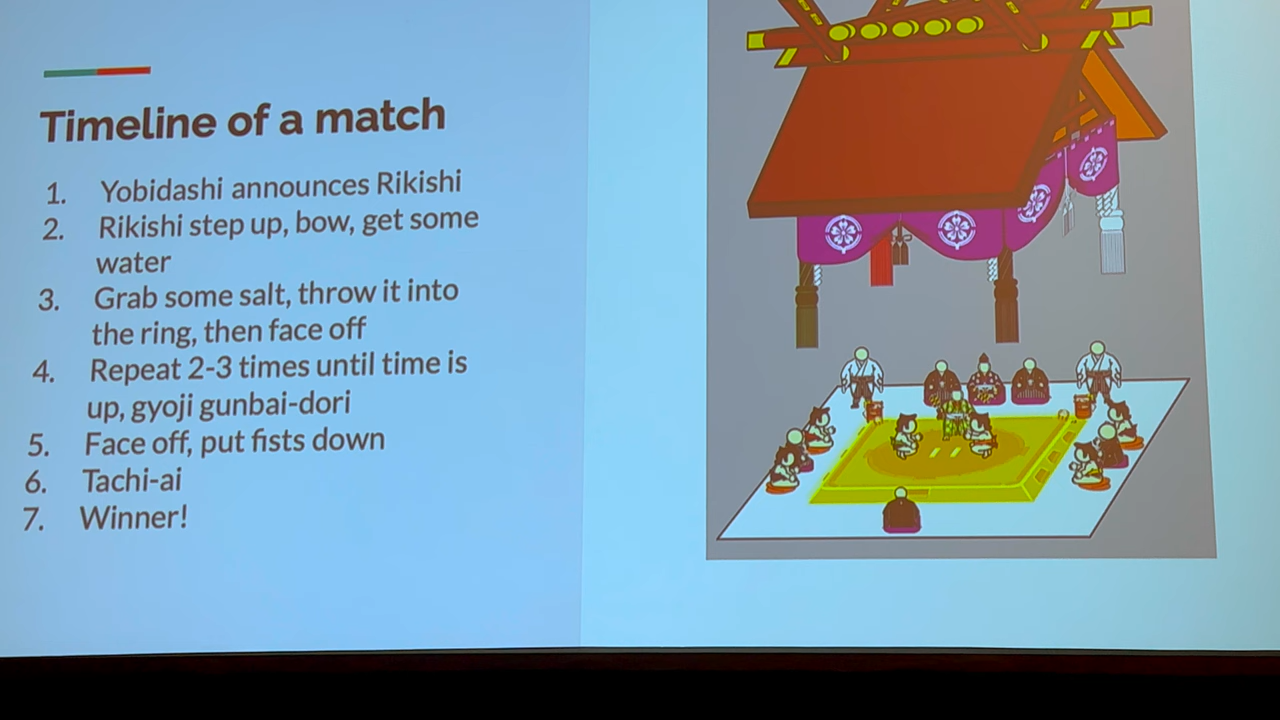 Timeline of a match
1. Yobidashi announces Rikishi
2. Rikishi step up, bow, get some
water
3. Grab some salt, throw it into
the ring, then face off
4. Repeat 2-3 times until time is
up, gyoji gunbai-dori
5. Face off, put fists down
6. Tachi-ai
7. Winner!